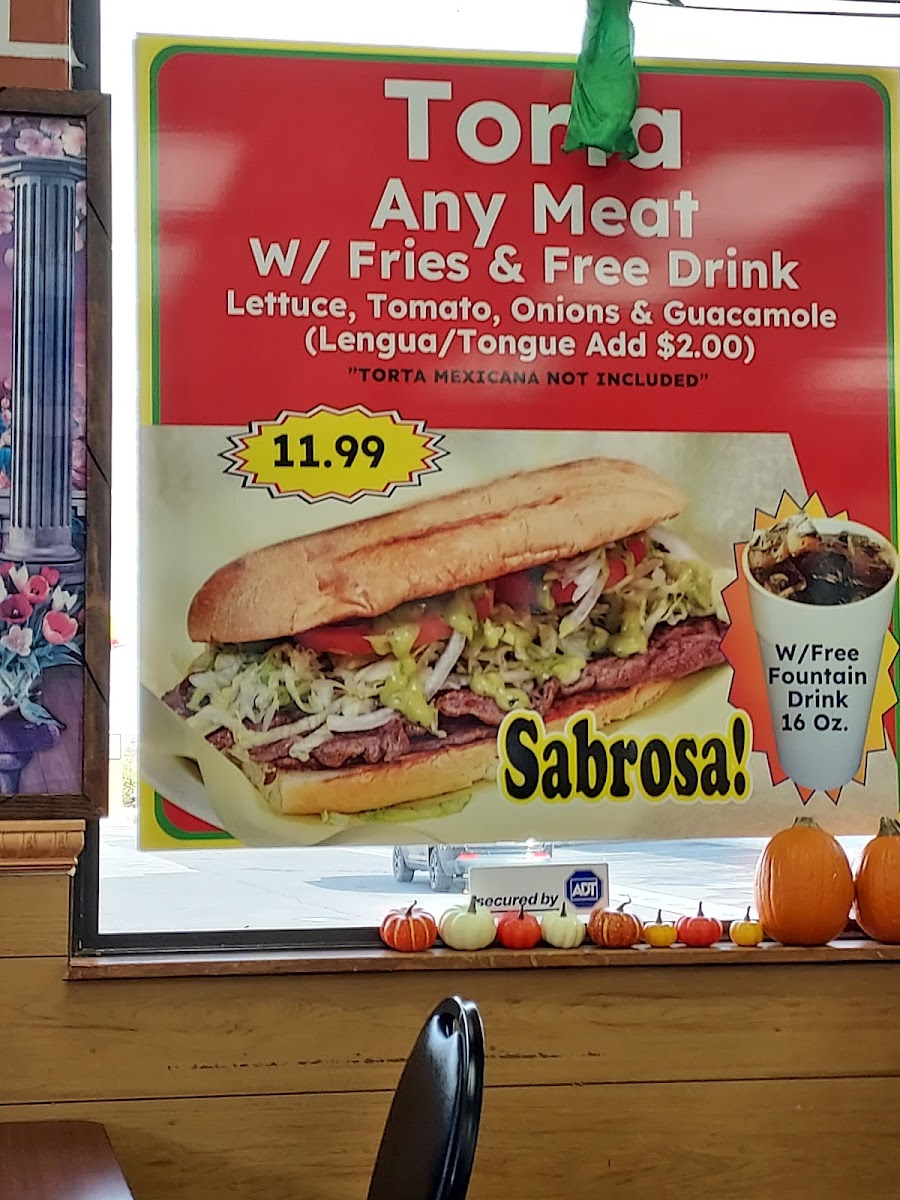 Torta
Any Meat
W/ Fries & Free Drink
Lettuce, Tomato, Onions & Guacamole
(Lengua/Tongue Add $2.00)
"TORTA MEXICANA NOT INCLUDED"
11.99
W/Free
Fountain
Drink
16 Oz.
Sabrosa!
secured by ADT